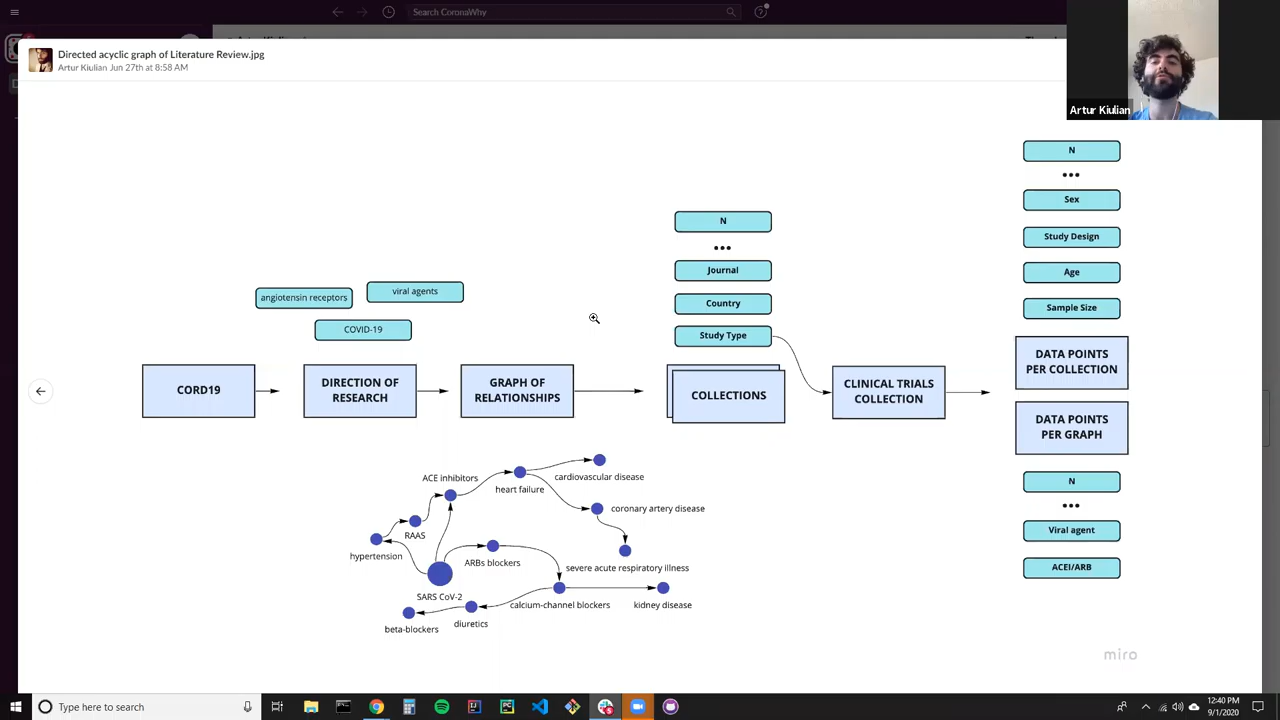 Search CoronaWhy
Directed acyclic graph of Literature Review.jpg
Artur Kiulian Jun 27th at 8:58 AM
Artur Kiulian
N
...
Sex
Study Design
Age
Sample Size
N
...
Journal
Country
Study Type
angiotensin receptors
viral agents
COVID-19
CORD19
DIRECTION OF
RESEARCH
GRAPH OF
RELATIONSHIPS
COLLECTIONS
CLINICAL TRIALS
COLLECTION
DATA POINTS
PER COLLECTION
DATA POINTS
PER GRAPH
N
...
Viral agent
ACEI/ARB
ACE inhibitors
heart failure
cardiovascular disease
coronary artery disease
RAAS
hypertension
ARBs blockers
severe acute respiratory illness
SARS CoV-2
calcium-channel blockers
kidney disease
beta-blockers
diuretics
miro
Type here to search
12:40 PM
9/1/2020